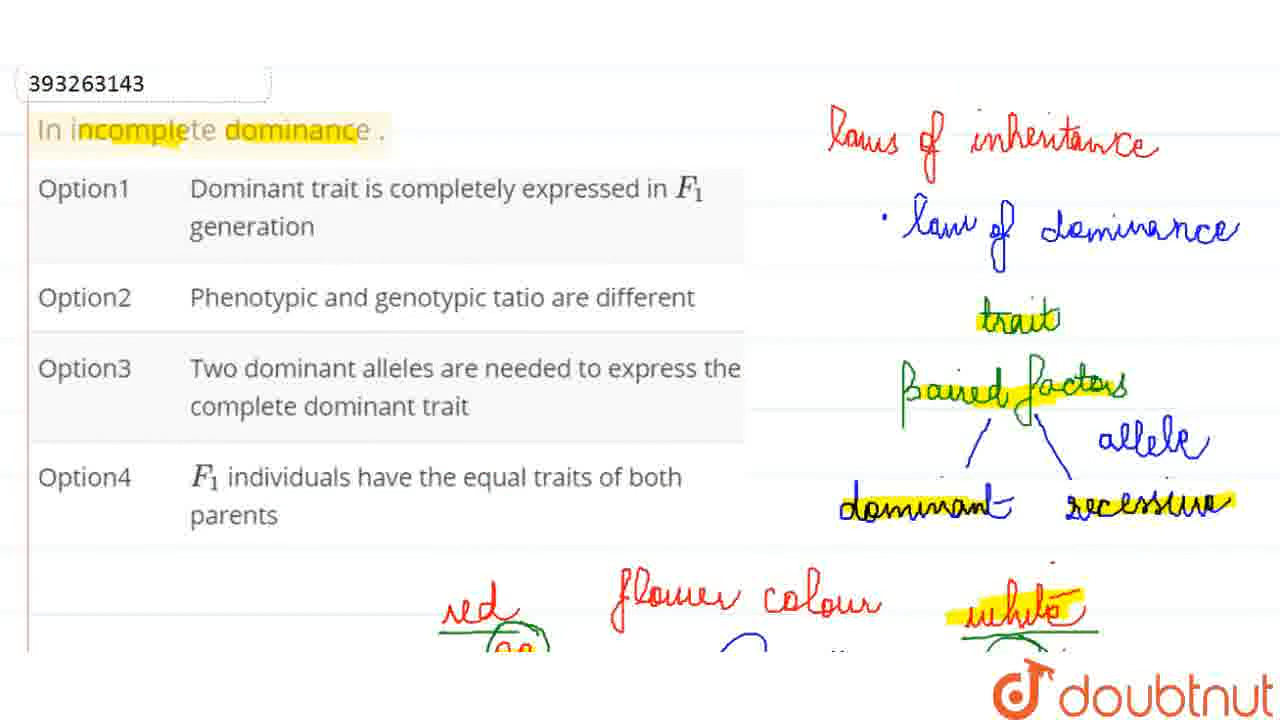 393263143
In incomplete dominance .
Option1 Dominant trait is completely expressed in F₁
generation
Option2 Phenotypic and genotypic tatio are different
Option3 Two dominant alleles are needed to express the
complete dominant trait
Option4 F₁ individuals have the equal traits of both
parents
laws of inheritance
· law of dominance
trait
Paired factors
allele
dominant recessive
red flower colour white
doubtnut